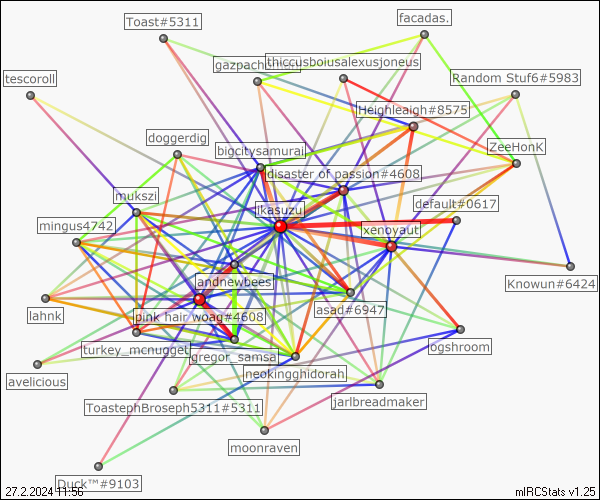 Toast#5311
facadas.
thiccusboiusalexusjoneus
tescoroll
Random Stuf6#5983
Heighleaigh#8575
doggerdig
bigcitysamurai
ZeeHonK
disaster of passion#4608
mukszi
default#0617
ikasuzu
mingus4742
xenoyaut
andnewbees
Knowun#6424
lahnk
pink hair woag#4608
asad#6947
turkey_mcnugget
gregor_samsa
ogshroom
neokingghidorah
avelicious
ToastephBroseph5311#5311
jarlbreadmaker
moonraven
Duck™#9103
27.2.2024 11:56
mIRCStats v1.25